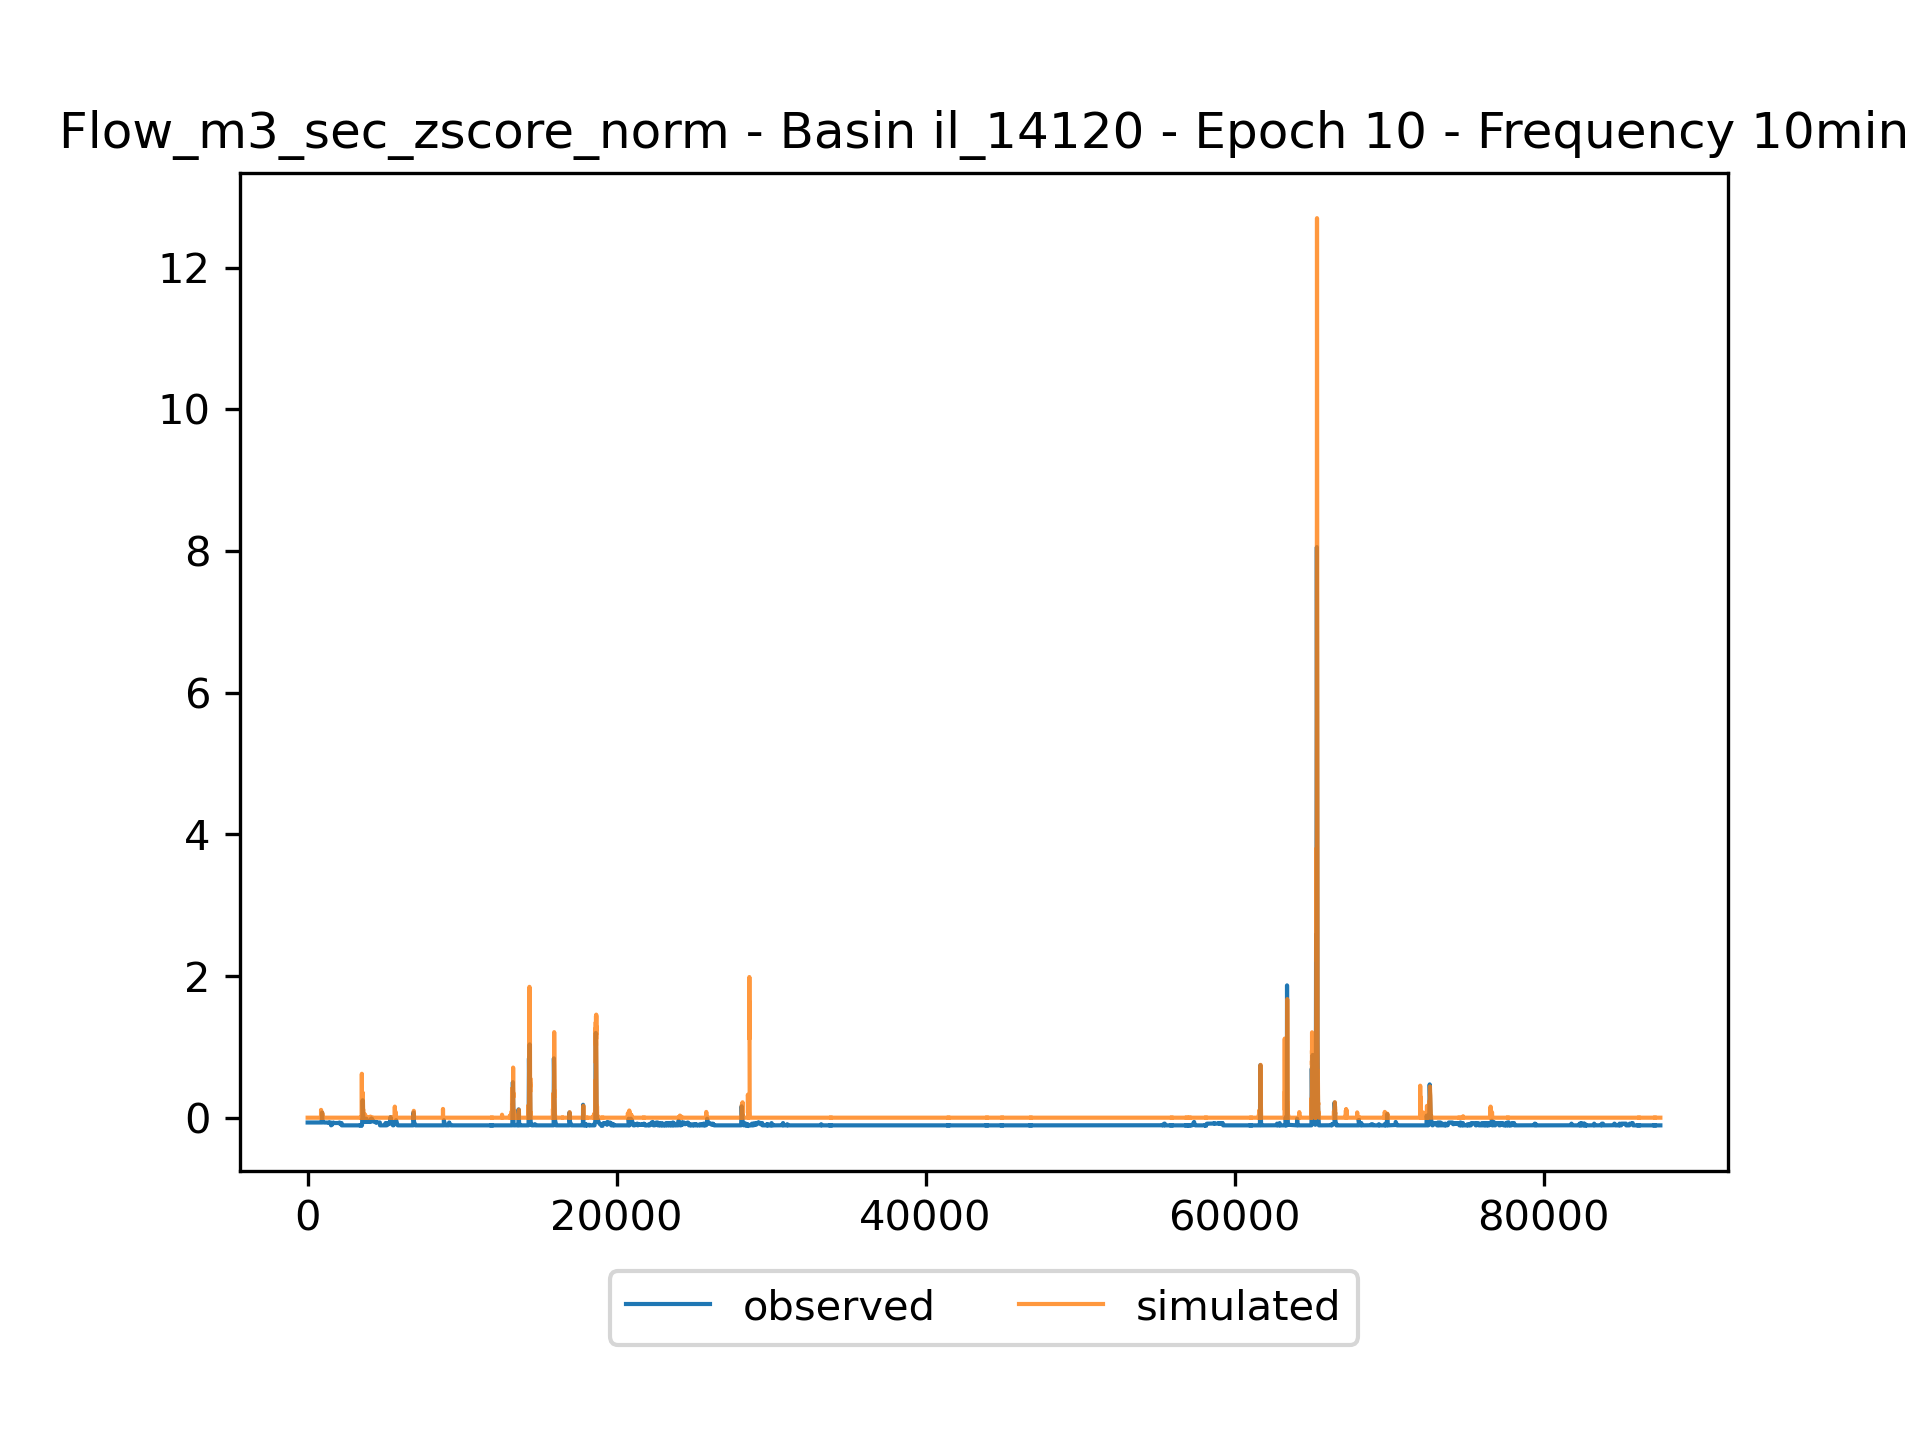 Flow_m3_sec_zscore_norm - Basin il_14120 - Epoch 10 - Frequency 10min
12
10
8
6
4
2
0
0 20000 40000 60000 80000
observed simulated